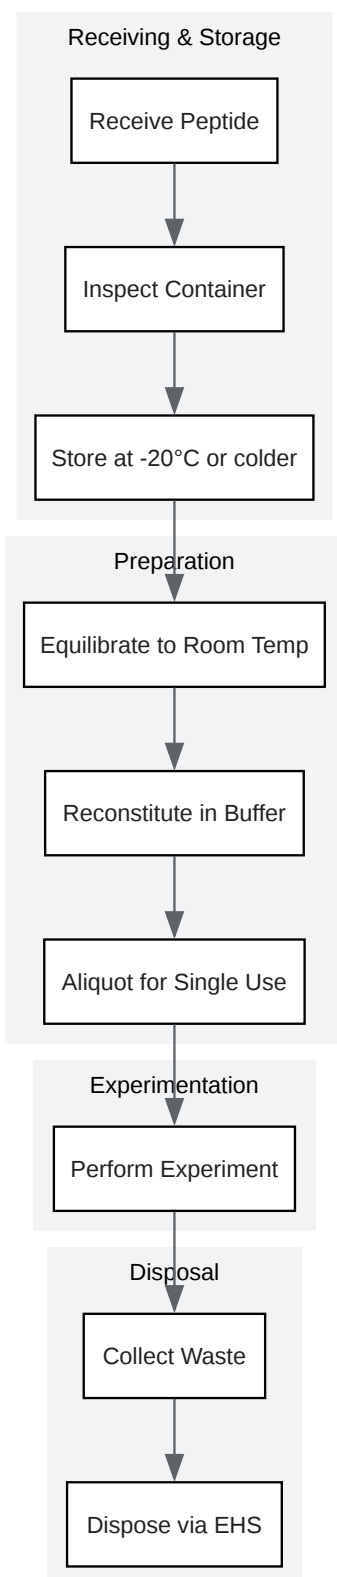 Receiving & Storage
Receive Peptide
Inspect Container
Store at -20°C or colder
Preparation
Equilibrate to Room Temp
Reconstitute in Buffer
Aliquot for Single Use
Experimentation
Perform Experiment
Disposal
Collect Waste
Dispose via EHS